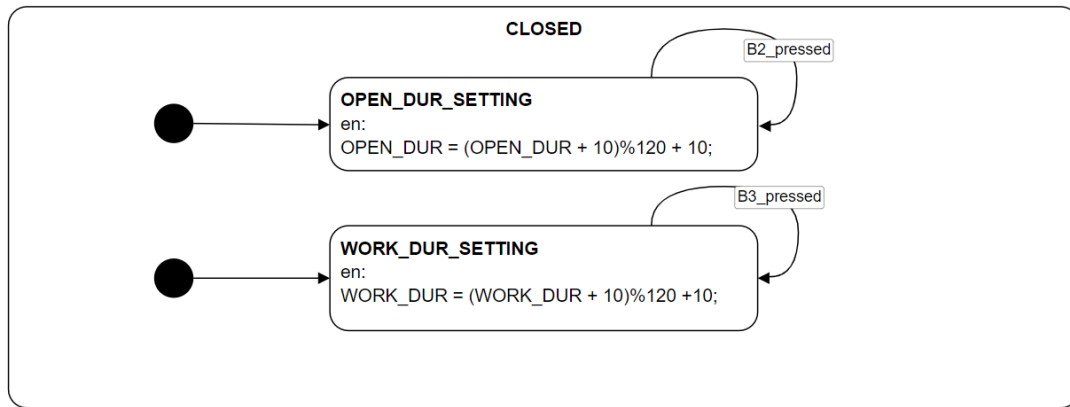 CLOSED
B2_pressed
OPEN_DUR_SETTING
en:
OPEN_DUR = (OPEN_DUR + 10)%120 + 10;
B3_pressed
WORK_DUR_SETTING
en:
WORK_DUR = (WORK_DUR + 10)%120 +10;